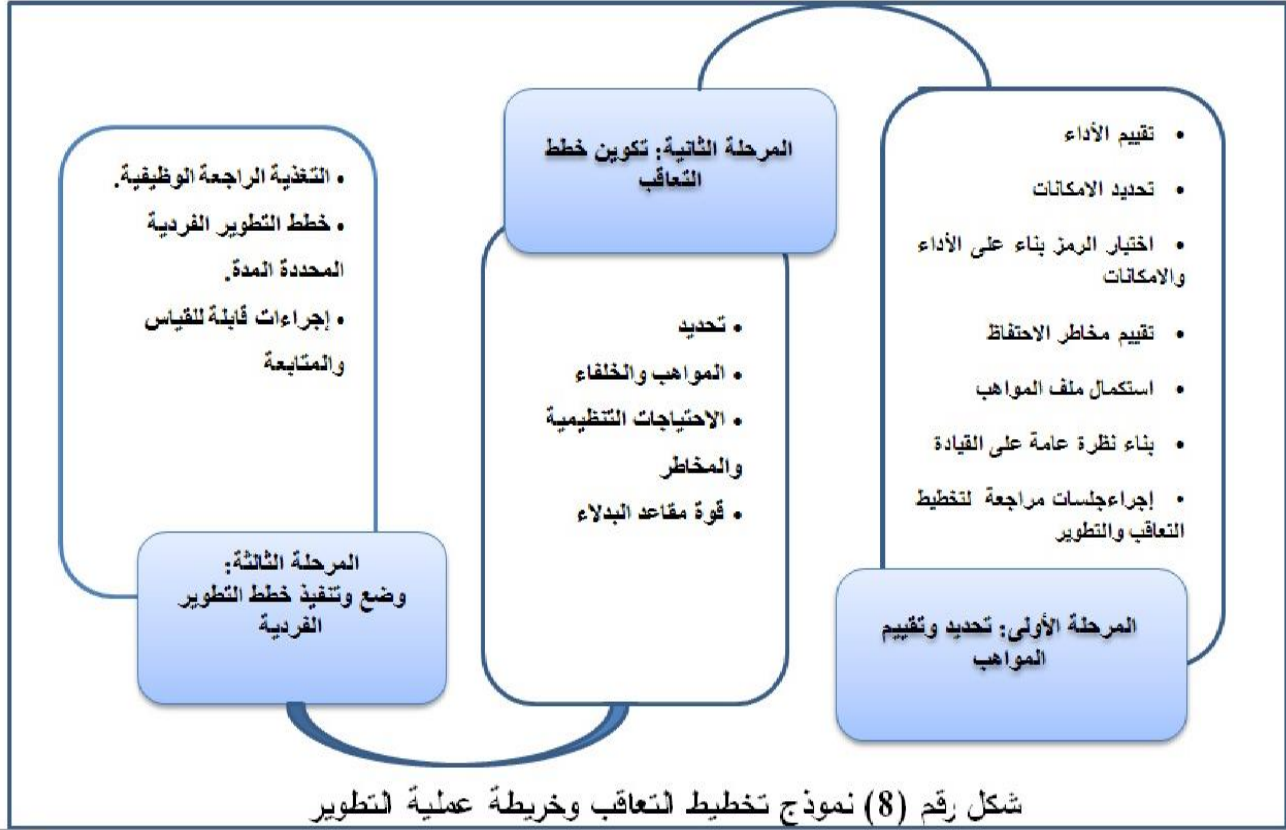 • تقييم الأداء
• تحديد الامكانات
• اختيار الرمز بناء على الأداء
والامكانات
• تقييم مخاطر الاحتفاظ
• استكمال ملف المواهب
• بناء نظرة عامة على القيادة
• إجراءجلسات مراجعة لتخطيط
التعاقب والتطوير
المرحلة الأولى: تحديد وتقييم
المواهب
المرحلة الثانية: تكوين خطط
التعاقب
• تحديد
• المواهب والخلفاء
• الاحتياجات التنظيمية
والمخاطر
• قوة مقاعد البدلاء
• التغذية الراجعة الوظيفية.
• خطط التطوير الفردية
المحددة المدة.
• إجراءات قابلة للقياس
والمتابعة
المرحلة الثالثة:
وضع وتنفيذ خطط التطوير
الفردية
شكل رقم (8) نموذج تخطيط التعاقب وخريطة عملية التطوير